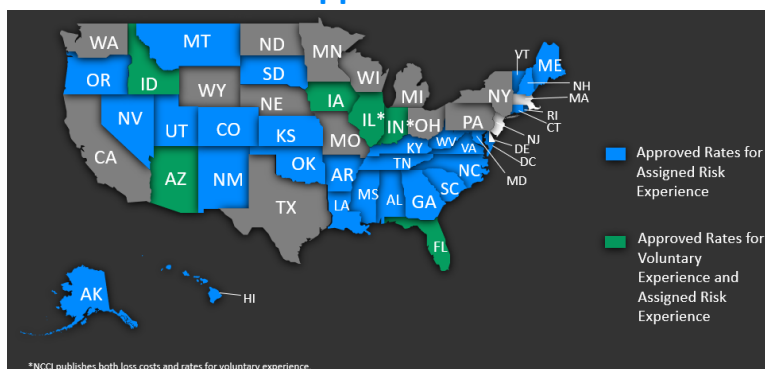 WA
MT
ND
MN
VT
ME
OR
ID
SD
WI
NH
WY
MI
NY
MA
IA
NE
RI
CT
NV
IL*
IN*
OH
PA
UT
CO
NJ
KS
MO
WV
VA
DE
DC
KY
MD
CA
OK
TN
NC
AZ
NM
AR
SC
MS
AL
GA
TX
LA
FL
AK
HI
Approved Rates for
Assigned Risk
Experience
Approved Rates for
Voluntary
Experience and
Assigned Risk
Experience
*NCCI publishes both loss costs and rates for voluntary experience